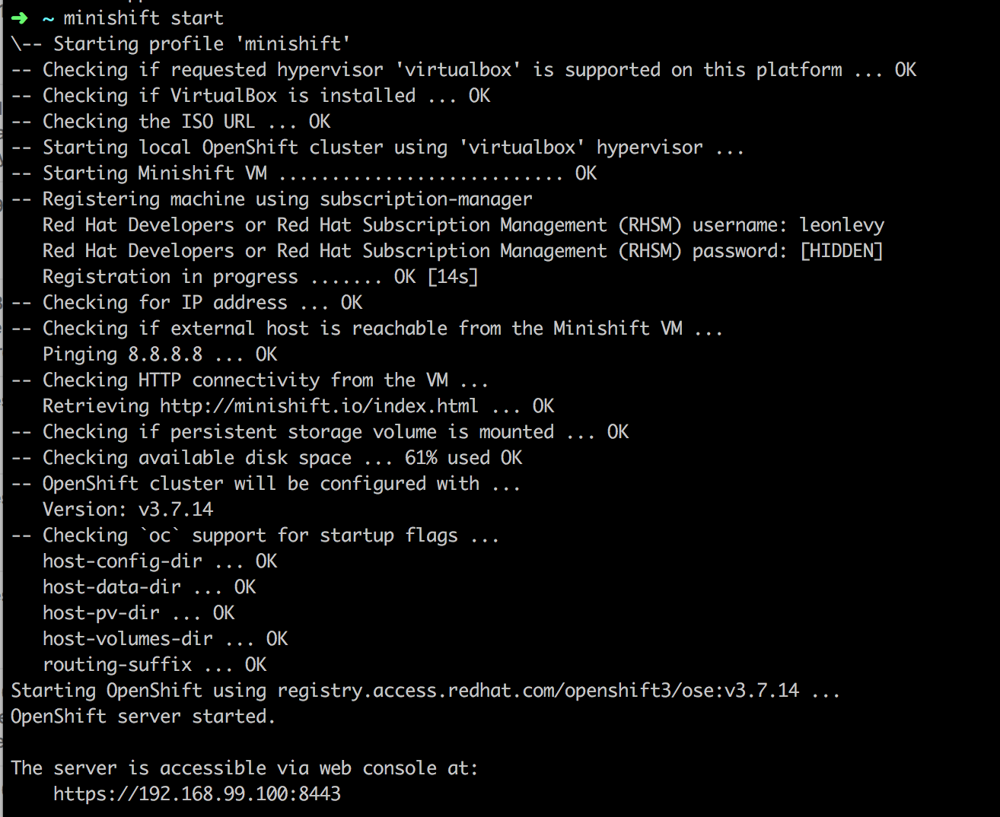 ➜ ~ minishift start
\-- Starting profile 'minishift'
-- Checking if requested hypervisor 'virtualbox' is supported on this platform ... OK
-- Checking if VirtualBox is installed ... OK
-- Checking the ISO URL ... OK
-- Starting local OpenShift cluster using 'virtualbox' hypervisor ...
-- Starting Minishift VM ........................... OK
-- Registering machine using subscription-manager
   Red Hat Developers or Red Hat Subscription Management (RHSM) username: leonlevy
   Red Hat Developers or Red Hat Subscription Management (RHSM) password: [HIDDEN]
   Registration in progress ....... OK [14s]
-- Checking for IP address ... OK
-- Checking if external host is reachable from the Minishift VM ...
   Pinging 8.8.8.8 ... OK
-- Checking HTTP connectivity from the VM ...
   Retrieving http://minishift.io/index.html ... OK
-- Checking if persistent storage volume is mounted ... OK
-- Checking available disk space ... 61% used OK
-- OpenShift cluster will be configured with ...
   Version: v3.7.14
-- Checking `oc` support for startup flags ...
   host-config-dir ... OK
   host-data-dir ... OK
   host-pv-dir ... OK
   host-volumes-dir ... OK
   routing-suffix ... OK
Starting OpenShift using registry.access.redhat.com/openshift3/ose:v3.7.14 ...
OpenShift server started.

The server is accessible via web console at:
    https://192.168.99.100:8443